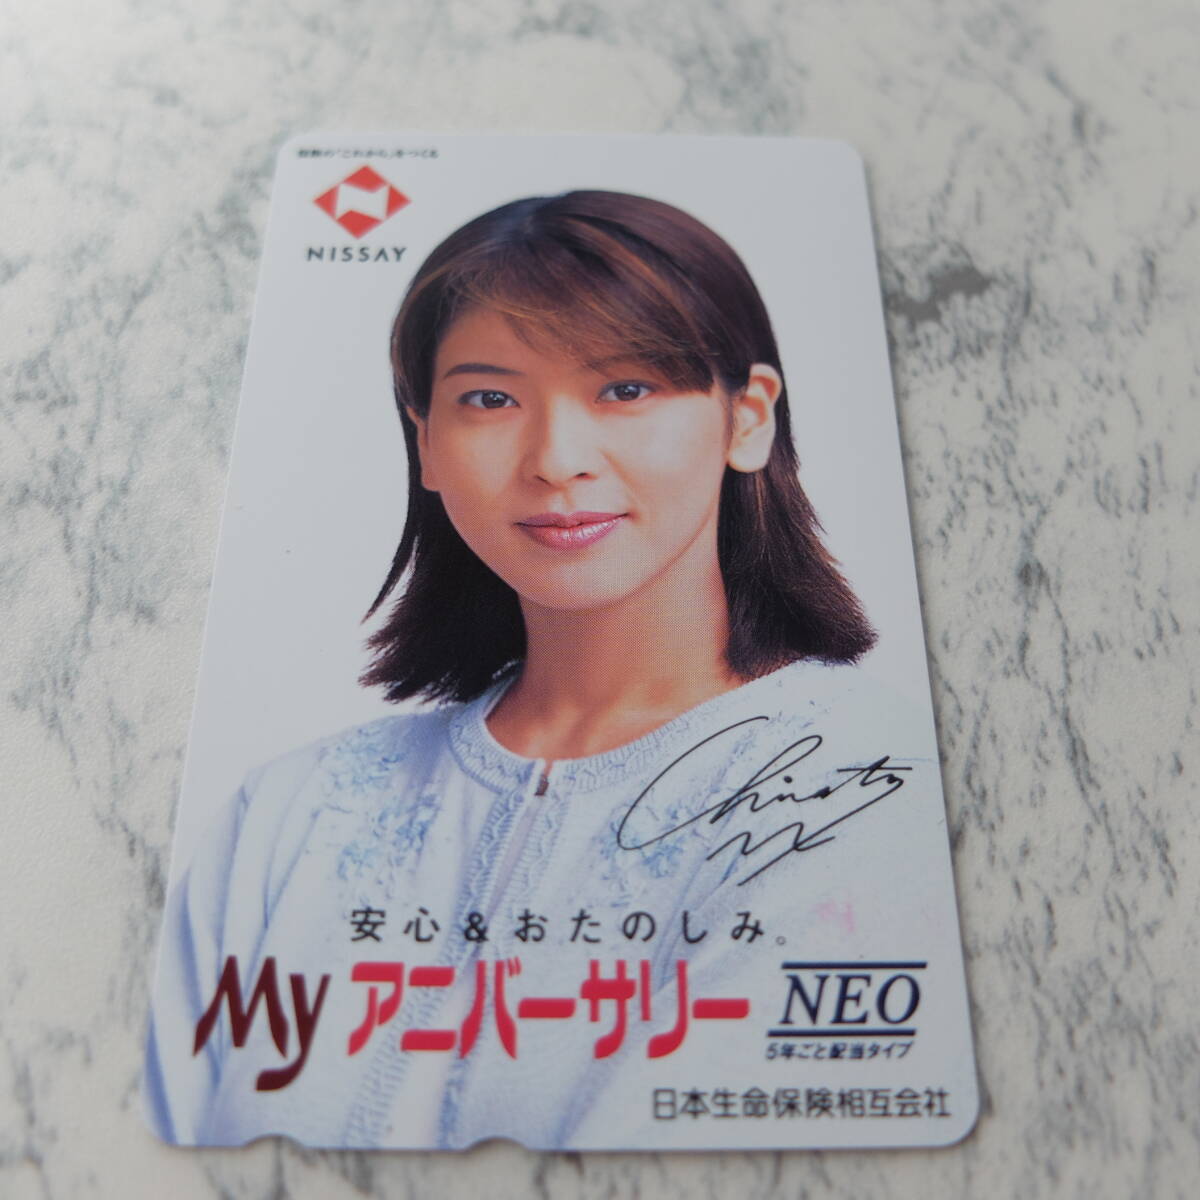 NISSAY
安心&おたのしみ。
My アニバーサリー NEO
5年ごと配当タイプ
日本生命保険相互会社